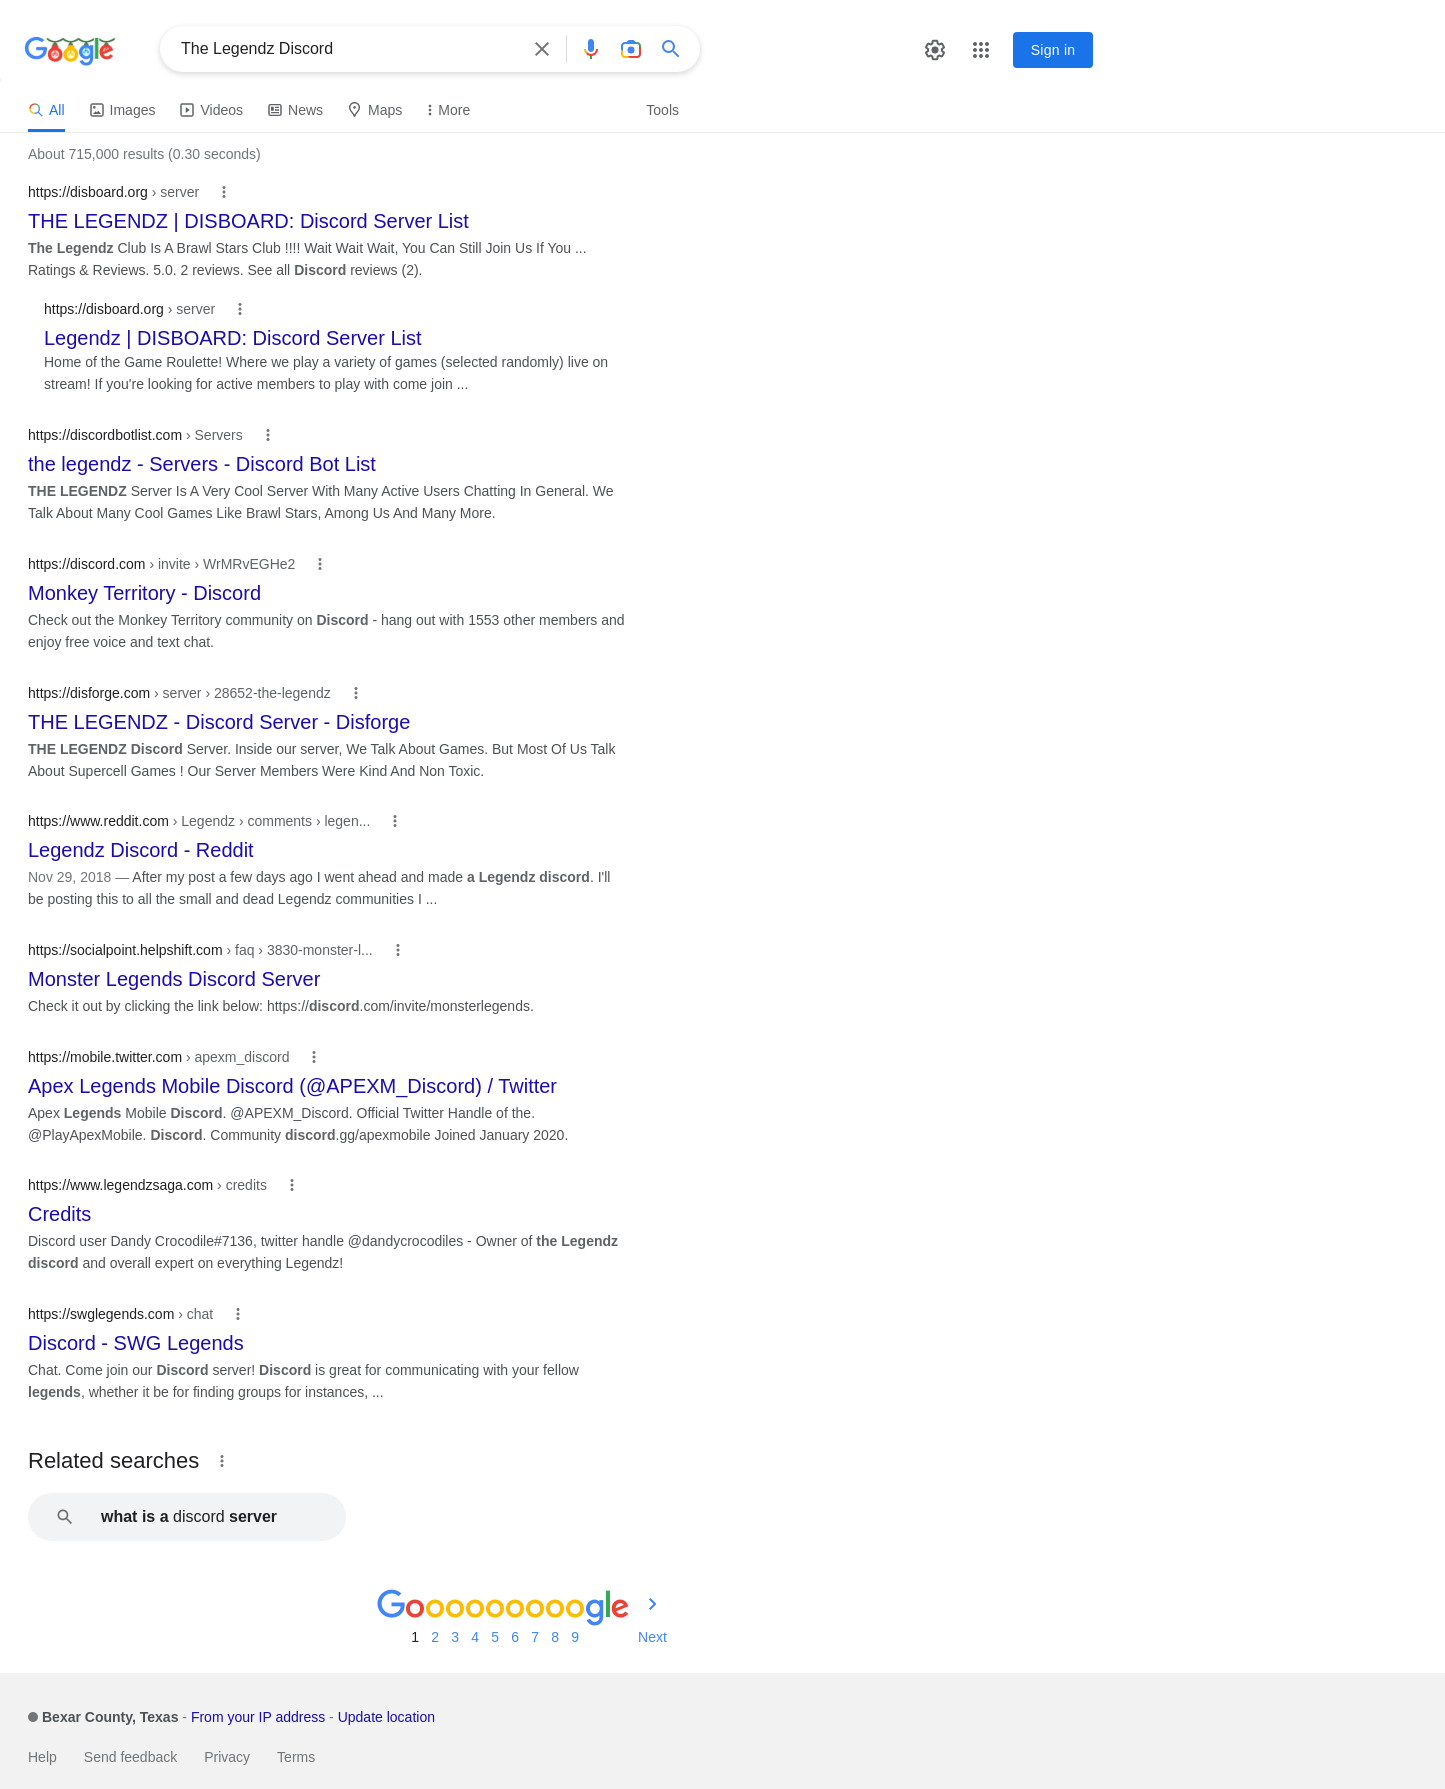 Google
The Legendz Discord
Sign in
All Images Videos News Maps More Tools
About 715,000 results (0.30 seconds)
https://disboard.org › server
THE LEGENDZ | DISBOARD: Discord Server List
The Legendz Club Is A Brawl Stars Club !!!! Wait Wait Wait, You Can Still Join Us If You ...
Ratings & Reviews. 5.0. 2 reviews. See all Discord reviews (2).
https://disboard.org › server
Legendz | DISBOARD: Discord Server List
Home of the Game Roulette! Where we play a variety of games (selected randomly) live on
stream! If you're looking for active members to play with come join ...
https://discordbotlist.com › Servers
the legendz - Servers - Discord Bot List
THE LEGENDZ Server Is A Very Cool Server With Many Active Users Chatting In General. We
Talk About Many Cool Games Like Brawl Stars, Among Us And Many More.
https://discord.com › invite › WrMRvEGHe2
Monkey Territory - Discord
Check out the Monkey Territory community on Discord - hang out with 1553 other members and
enjoy free voice and text chat.
https://disforge.com › server › 28652-the-legendz
THE LEGENDZ - Discord Server - Disforge
THE LEGENDZ Discord Server. Inside our server, We Talk About Games. But Most Of Us Talk
About Supercell Games ! Our Server Members Were Kind And Non Toxic.
https://www.reddit.com › Legendz › comments › legen...
Legendz Discord - Reddit
Nov 29, 2018 — After my post a few days ago I went ahead and made a Legendz discord. I'll
be posting this to all the small and dead Legendz communities I ...
https://socialpoint.helpshift.com › faq › 3830-monster-l...
Monster Legends Discord Server
Check it out by clicking the link below: https://discord.com/invite/monsterlegends.
https://mobile.twitter.com › apexm_discord
Apex Legends Mobile Discord (@APEXM_Discord) / Twitter
Apex Legends Mobile Discord. @APEXM_Discord. Official Twitter Handle of the.
@PlayApexMobile. Discord. Community discord.gg/apexmobile Joined January 2020.
https://www.legendzsaga.com › credits
Credits
Discord user Dandy Crocodile#7136, twitter handle @dandycrocodiles - Owner of the Legendz
discord and overall expert on everything Legendz!
https://swglegends.com › chat
Discord - SWG Legends
Chat. Come join our Discord server! Discord is great for communicating with your fellow
legends, whether it be for finding groups for instances, ...
Related searches
what is a discord server
Goooooooooogle
1 2 3 4 5 6 7 8 9 Next
Bexar County, Texas - From your IP address - Update location
Help Send feedback Privacy Terms